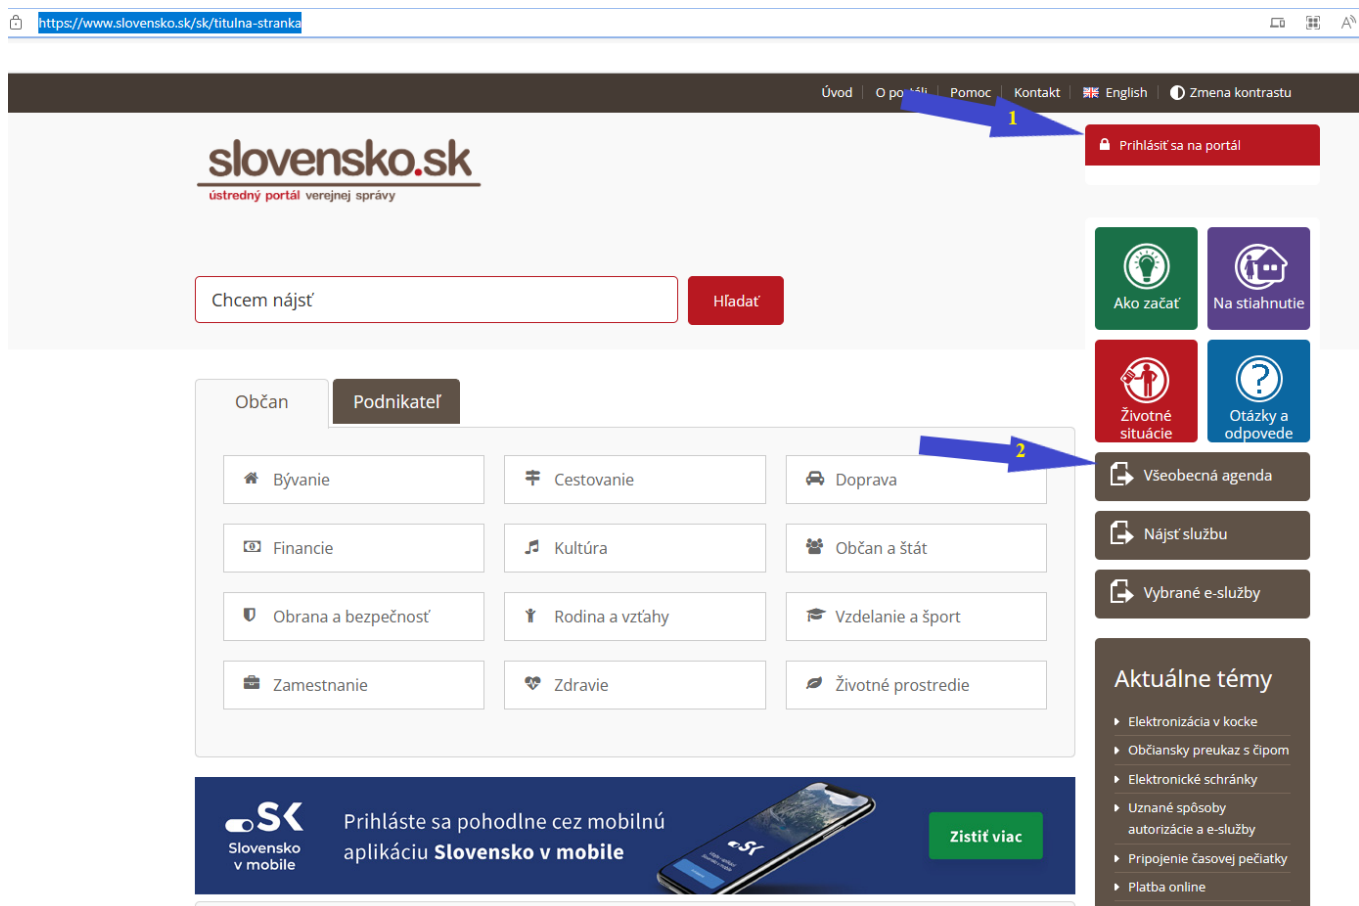 https://www.slovensko.sk/sk/titulna-stranka
Úvod
O portáli
Pomoc
Kontakt
English
Zmena kontrastu
1
Prihlásiť sa na portál
slovensko.sk
ústredný portál verejnej správy
Chcem nájsť
Hľadať
Ako začať
Na stiahnutie
Životné
situácie
Otázky a
odpovede
Občan
Podnikateľ
2
Všeobecná agenda
Nájsť službu
Vybrané e-služby
Bývanie
Cestovanie
Doprava
Financie
Kultúra
Občan a štát
Obrana a bezpečnosť
Rodina a vzťahy
Vzdelanie a šport
Zamestnanie
Zdravie
Životné prostredie
Aktuálne témy
Elektronizácia v kocke
Občiansky preukaz s čipom
Elektronické schránky
Uznané spôsoby
autorizácie a e-služby
Pripojenie časovej pečiatky
Platba online
SK
Slovensko
v mobile
Prihláste sa pohodlne cez mobilnú
aplikáciu Slovensko v mobile
Zistiť viac